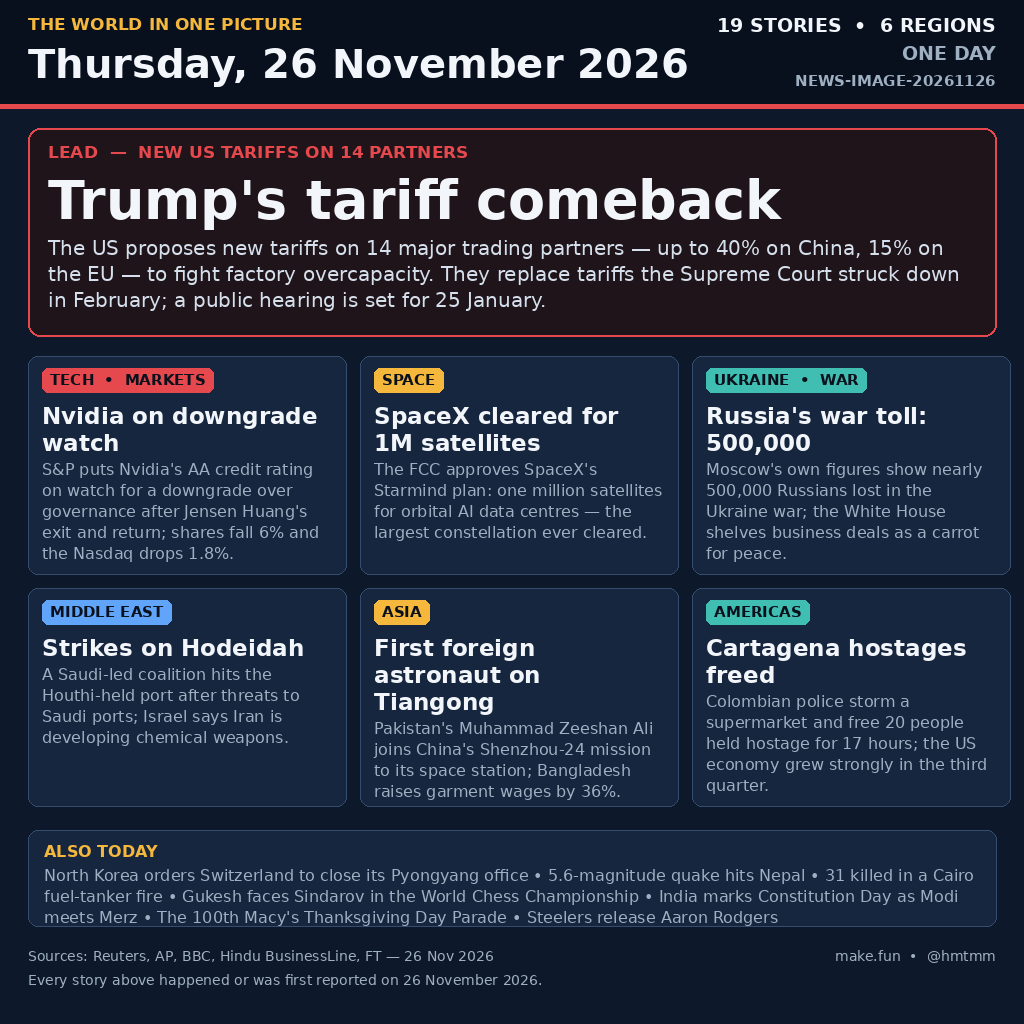 THE WORLD IN ONE PICTURE
Thursday, 26 November 2026
19 STORIES • 6 REGIONS
ONE DAY
NEWS-IMAGE-20261126
LEAD — NEW US TARIFFS ON 14 PARTNERS
Trump's tariff comeback
The US proposes new tariffs on 14 major trading partners — up to 40% on China, 15% on
the EU — to fight factory overcapacity. They replace tariffs the Supreme Court struck down
in February; a public hearing is set for 25 January.
TECH • MARKETS
Nvidia on downgrade
watch
S&P puts Nvidia's AA credit rating
on watch for a downgrade over
governance after Jensen Huang's
exit and return; shares fall 6% and
the Nasdaq drops 1.8%.
SPACE
SpaceX cleared for
1M satellites
The FCC approves SpaceX's
Starmind plan: one million satellites
for orbital AI data centres — the
largest constellation ever cleared.
UKRAINE • WAR
Russia's war toll:
500,000
Moscow's own figures show nearly
500,000 Russians lost in the
Ukraine war; the White House
shelves business deals as a carrot
for peace.
MIDDLE EAST
Strikes on Hodeidah
A Saudi-led coalition hits the
Houthi-held port after threats to
Saudi ports; Israel says Iran is
developing chemical weapons.
ASIA
First foreign
astronaut on
Tiangong
Pakistan's Muhammad Zeeshan Ali
joins China's Shenzhou-24 mission
to its space station; Bangladesh
raises garment wages by 36%.
AMERICAS
Cartagena hostages
freed
Colombian police storm a
supermarket and free 20 people
held hostage for 17 hours; the US
economy grew strongly in the third
quarter.
ALSO TODAY
North Korea orders Switzerland to close its Pyongyang office • 5.6-magnitude quake hits Nepal • 31 killed in a Cairo
fuel-tanker fire • Gukesh faces Sindarov in the World Chess Championship • India marks Constitution Day as Modi
meets Merz • The 100th Macy's Thanksgiving Day Parade • Steelers release Aaron Rodgers
Sources: Reuters, AP, BBC, Hindu BusinessLine, FT — 26 Nov 2026
make.fun • @hmtmm
Every story above happened or was first reported on 26 November 2026.